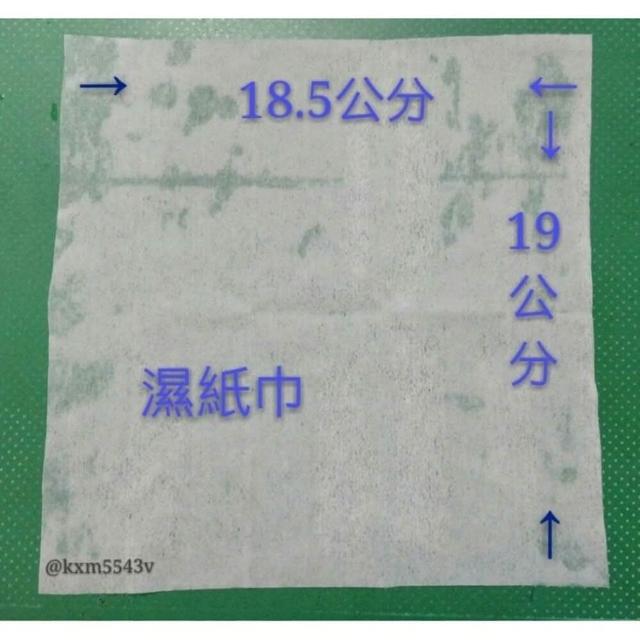 → 18.5公分 ←
↓
19
公
分
濕紙巾
↑
@kxm5543v